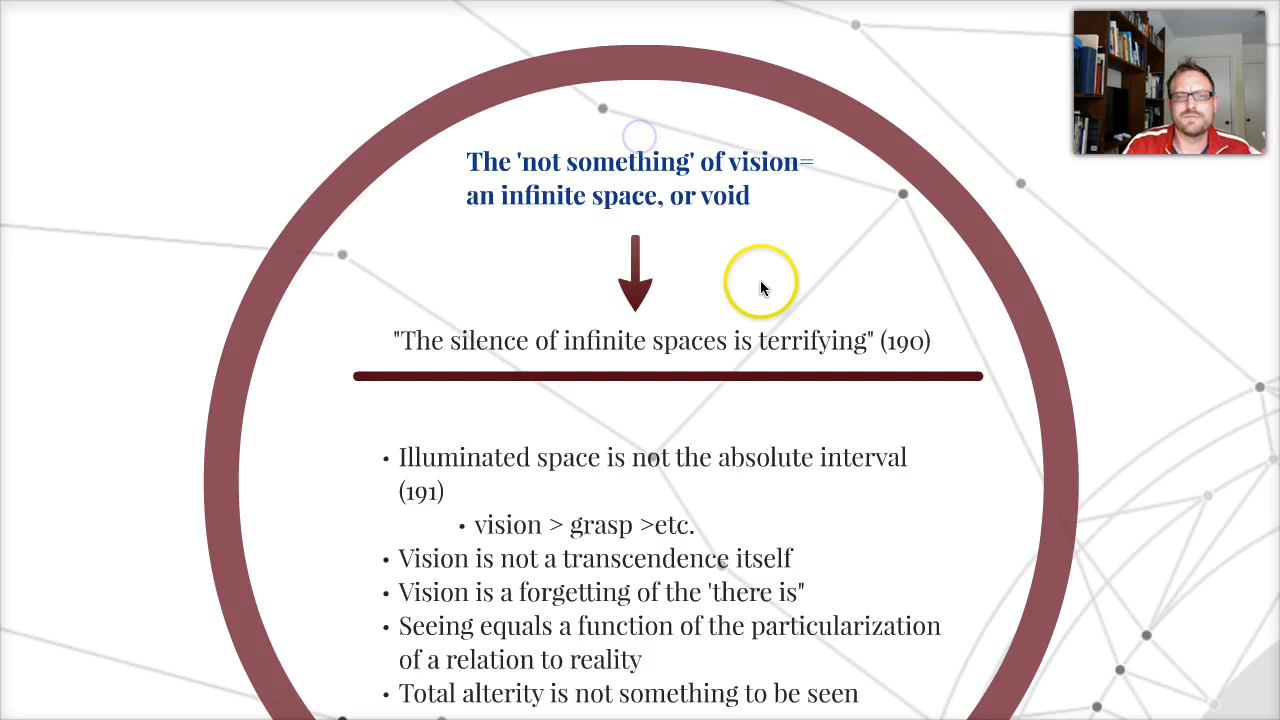 The 'not something' of vision=
an infinite space, or void
"The silence of infinite spaces is terrifying" (190)
• Illuminated space is not the absolute interval
(191)
• vision > grasp >etc.
• Vision is not a transcendence itself
• Vision is a forgetting of the 'there is"
• Seeing equals a function of the particularization
of a relation to reality
• Total alterity is not something to be seen